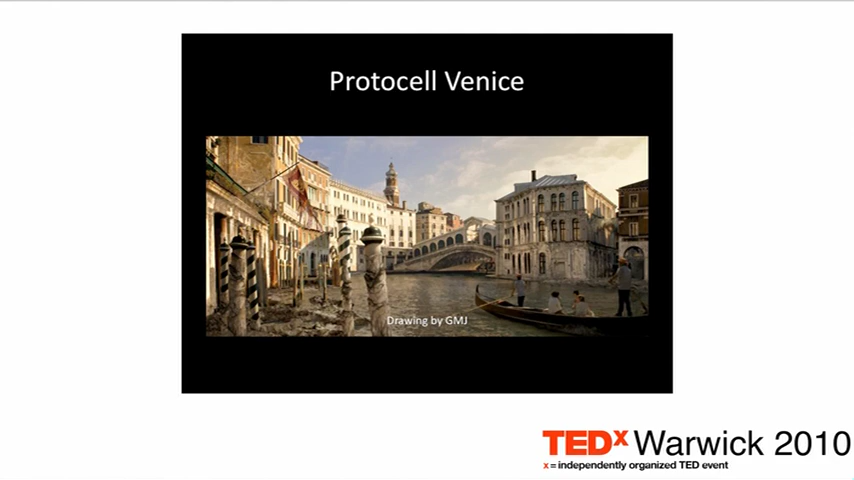 Protocell Venice
Drawing by GMJ
TEDx Warwick 2010
x = independently organized TED event